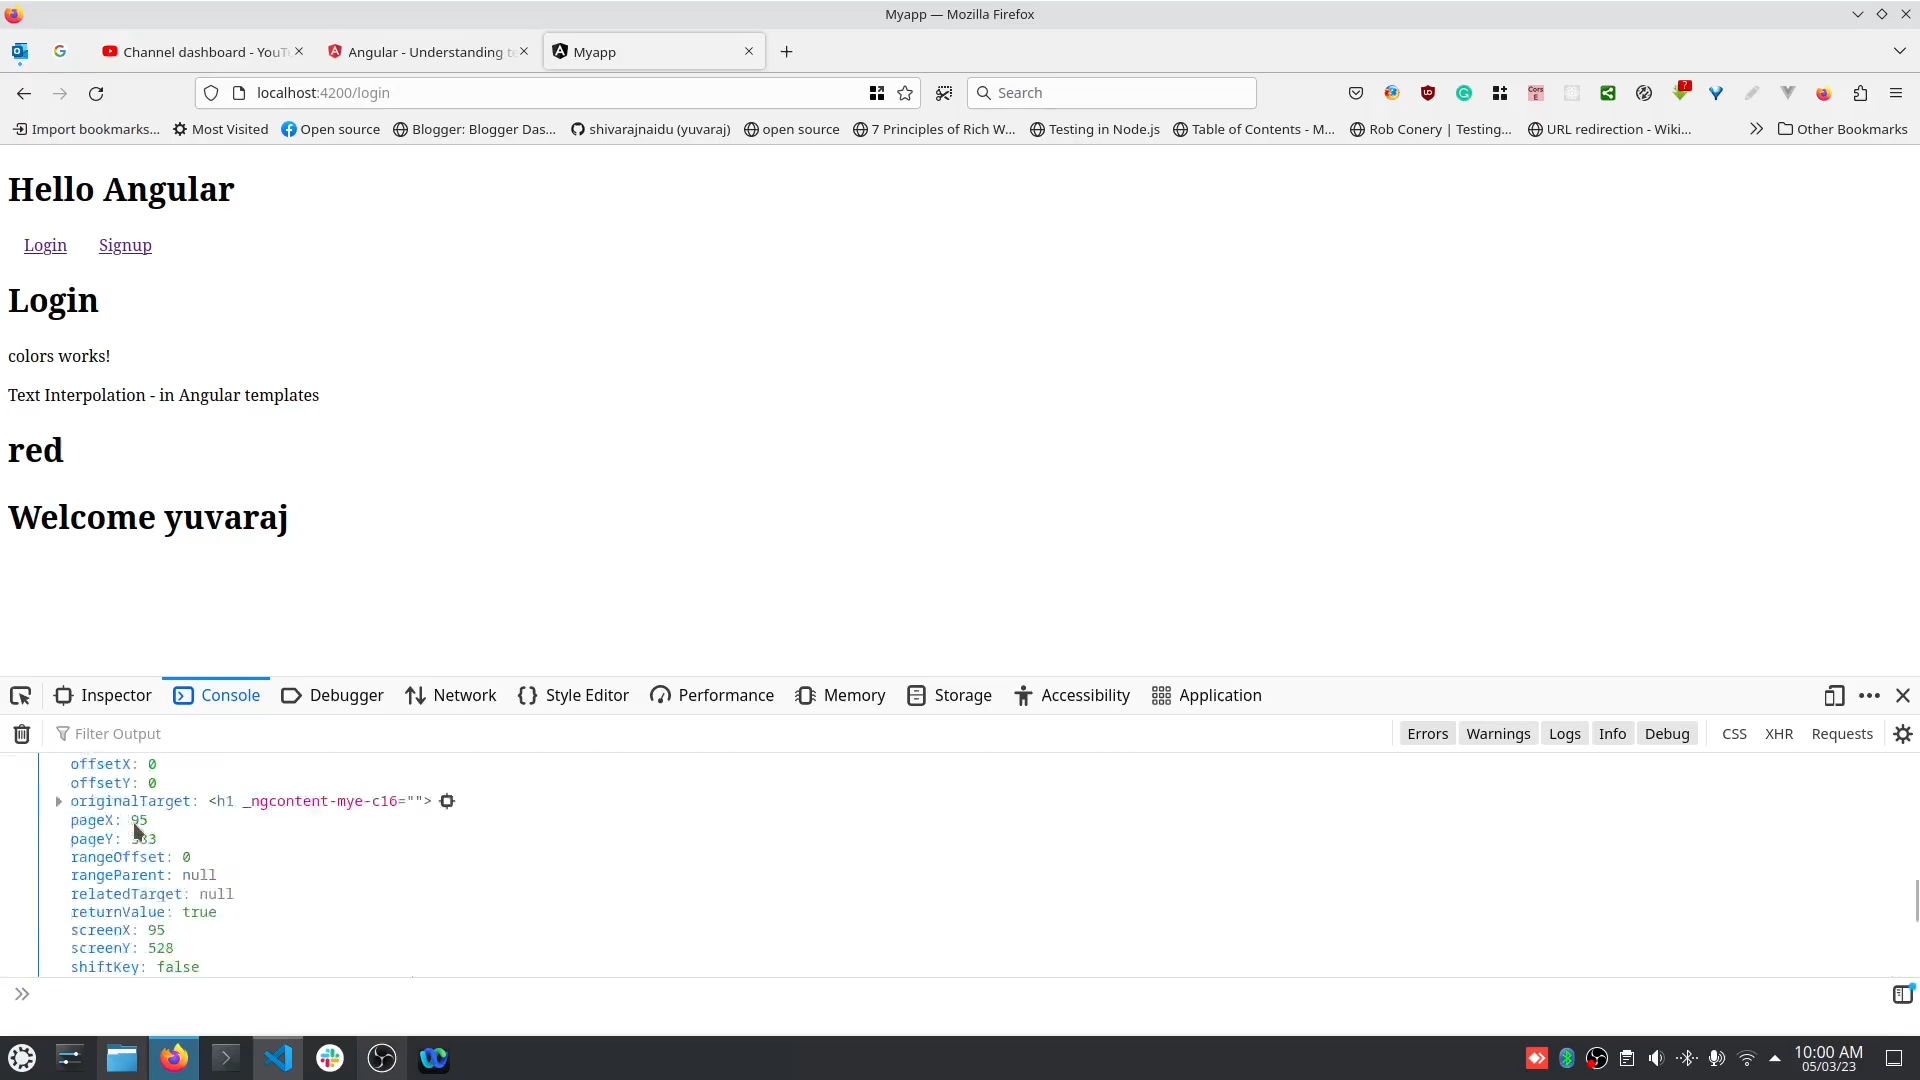 Myapp — Mozilla Firefox
Channel dashboard - YouTu
Angular - Understanding te
Myapp
localhost:4200/login
Search
Import bookmarks...
Most Visited
Open source
Blogger: Blogger Das...
shivarajnaidu (yuvaraj)
open source
7 Principles of Rich W...
Testing in Node.js
Table of Contents - M...
Rob Conery | Testing...
URL redirection - Wiki...
Other Bookmarks
Hello Angular
Login Signup
Login
colors works!
Text Interpolation - in Angular templates
red
Welcome yuvaraj
Inspector Console Debugger Network Style Editor Performance Memory Storage Accessibility Application
Filter Output
Errors Warnings Logs Info Debug CSS XHR Requests
offsetX: 0
offsetY: 0
originalTarget: <h1 _ngcontent-mye-c16="">
pageX: 95
pageY:
rangeOffset: 0
rangeParent: null
relatedTarget: null
returnValue: true
screenX: 95
screenY: 528
shiftKey: false
10:00 AM
05/03/23